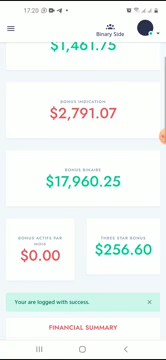 17:20
Binary Side
$1,461.75
BONUS INDICATION
$2,791.07
BONUS BINAIRE
$17,960.25
BONUS ACTIFS PAR
MOIS
$0.00
THREE STAR BONUS
$256.60
Your are logged with success.
FINANCIAL SUMMARY